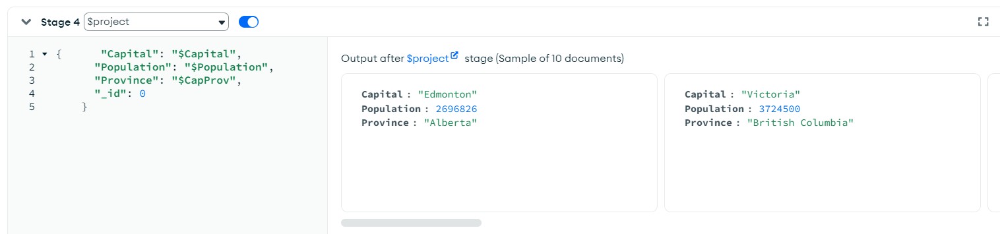 Stage 4 $project
1 { "Capital": "$Capital",
2 "Population": "$Population",
3 "Province": "$CapProv",
4 "_id": 0
5 }
Output after $project stage (Sample of 10 documents)
Capital : "Edmonton"
Population : 2696826
Province : "Alberta"
Capital : "Victoria"
Population : 3724500
Province : "British Columbia"